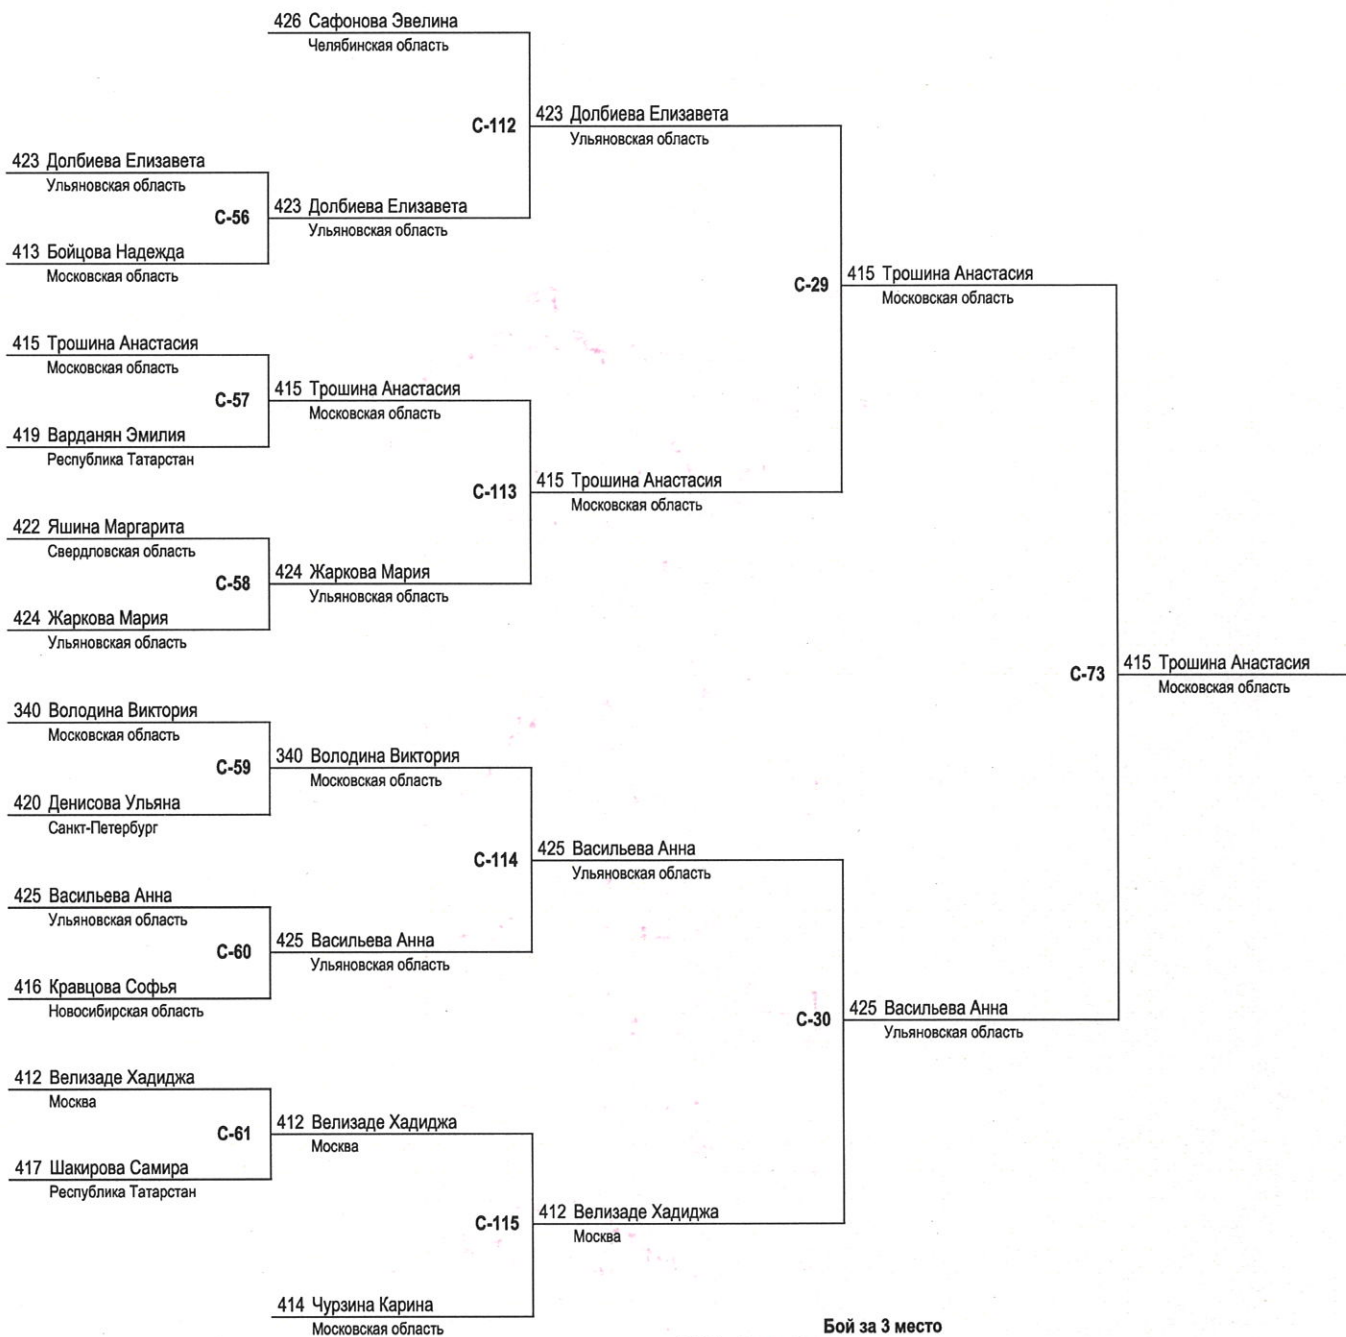 426 Сафонова Эвелина
Челябинская область
С-112
423 Долбиева Елизавета
Ульяновская область
423 Долбиева Елизавета
Ульяновская область
С-56
423 Долбиева Елизавета
Ульяновская область
413 Бойцова Надежда
Московская область
С-29
415 Трошина Анастасия
Московская область
415 Трошина Анастасия
Московская область
С-57
415 Трошина Анастасия
Московская область
419 Варданян Эмилия
Республика Татарстан
С-113
415 Трошина Анастасия
Московская область
422 Яшина Маргарита
Свердловская область
С-58
424 Жаркова Мария
Ульяновская область
424 Жаркова Мария
Ульяновская область
С-73
415 Трошина Анастасия
Московская область
340 Володина Виктория
Московская область
С-59
340 Володина Виктория
Московская область
420 Денисова Ульяна
Санкт-Петербург
С-114
425 Васильева Анна
Ульяновская область
425 Васильева Анна
Ульяновская область
С-60
425 Васильева Анна
Ульяновская область
416 Кравцова Софья
Новосибирская область
С-30
425 Васильева Анна
Ульяновская область
412 Велизаде Хадиджа
Москва
С-61
412 Велизаде Хадиджа
Москва
417 Шакирова Самира
Республика Татарстан
С-115
412 Велизаде Хадиджа
Москва
414 Чурзина Карина
Московская область
Бой за 3 место